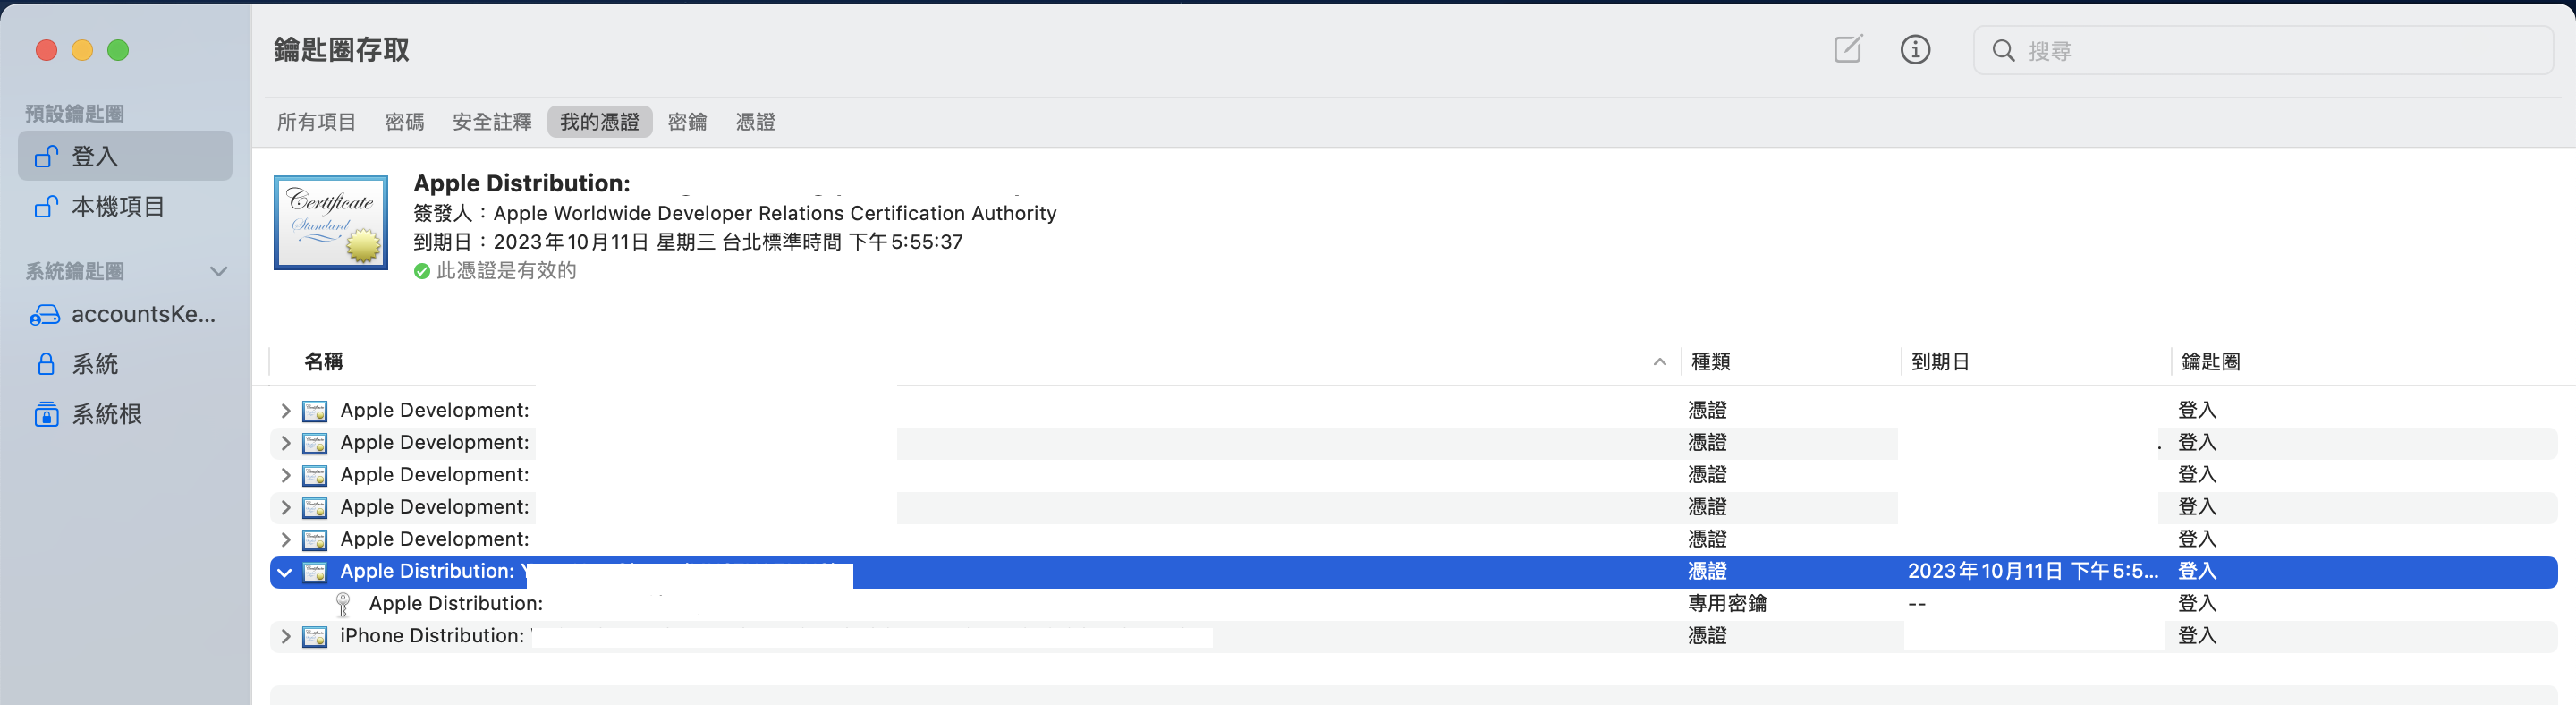 鑰匙圈存取
搜尋
預設鑰匙圈
登入
本機項目
系統鑰匙圈
accountsKe...
系統
系統根
所有項目 密碼 安全註釋 我的憑證 密鑰 憑證
Certificate
Standard
Apple Distribution:
簽發人：Apple Worldwide Developer Relations Certification Authority
到期日：2023年10月11日 星期三 台北標準時間 下午5:55:37
此憑證是有效的
名稱 種類 到期日 鑰匙圈
Apple Development: 憑證 登入
Apple Development: 憑證 登入
Apple Development: 憑證 登入
Apple Development: 憑證 登入
Apple Development: 憑證 登入
Apple Distribution: 憑證 2023年10月11日 下午5:5... 登入
Apple Distribution: 專用密鑰 -- 登入
iPhone Distribution: 憑證 登入